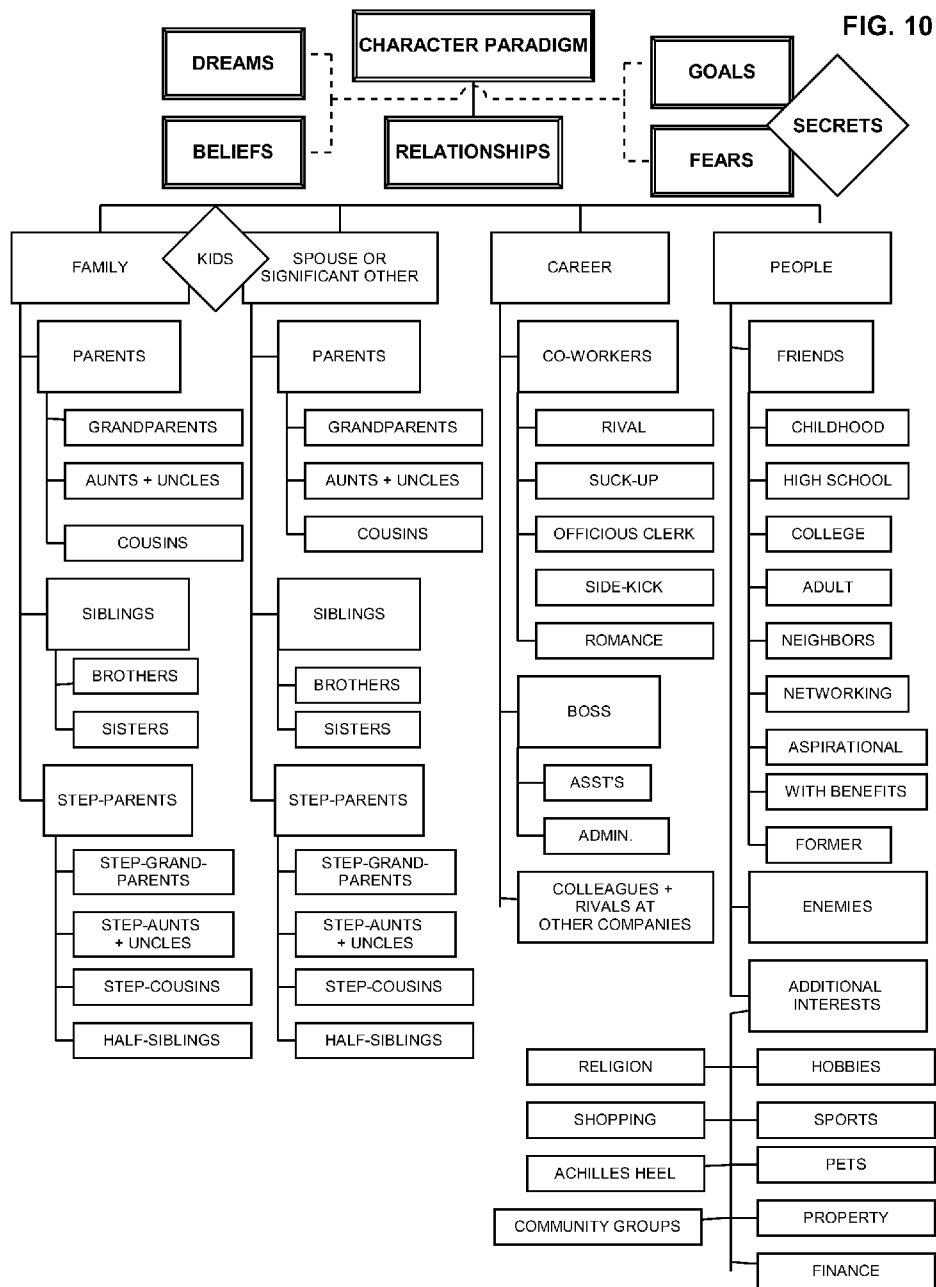 FIG. 10
CHARACTER PARADIGM
DREAMS
GOALS
SECRETS
BELIEFS
RELATIONSHIPS
FEARS
FAMILY
KIDS
SPOUSE OR
SIGNIFICANT OTHER
CAREER
PEOPLE
PARENTS
GRANDPARENTS
AUNTS + UNCLES
COUSINS
SIBLINGS
BROTHERS
SISTERS
STEP-PARENTS
STEP-GRAND-
PARENTS
STEP-AUNTS
+ UNCLES
STEP-COUSINS
HALF-SIBLINGS
PARENTS
GRANDPARENTS
AUNTS + UNCLES
COUSINS
SIBLINGS
BROTHERS
SISTERS
STEP-PARENTS
STEP-GRAND-
PARENTS
STEP-AUNTS
+ UNCLES
STEP-COUSINS
HALF-SIBLINGS
CO-WORKERS
RIVAL
SUCK-UP
OFFICIOUS CLERK
SIDE-KICK
ROMANCE
BOSS
ASST'S
ADMIN.
COLLEAGUES +
RIVALS AT
OTHER COMPANIES
FRIENDS
CHILDHOOD
HIGH SCHOOL
COLLEGE
ADULT
NEIGHBORS
NETWORKING
ASPIRATIONAL
WITH BENEFITS
FORMER
ENEMIES
ADDITIONAL
INTERESTS
RELIGION
HOBBIES
SHOPPING
SPORTS
ACHILLES HEEL
PETS
COMMUNITY GROUPS
PROPERTY
FINANCE